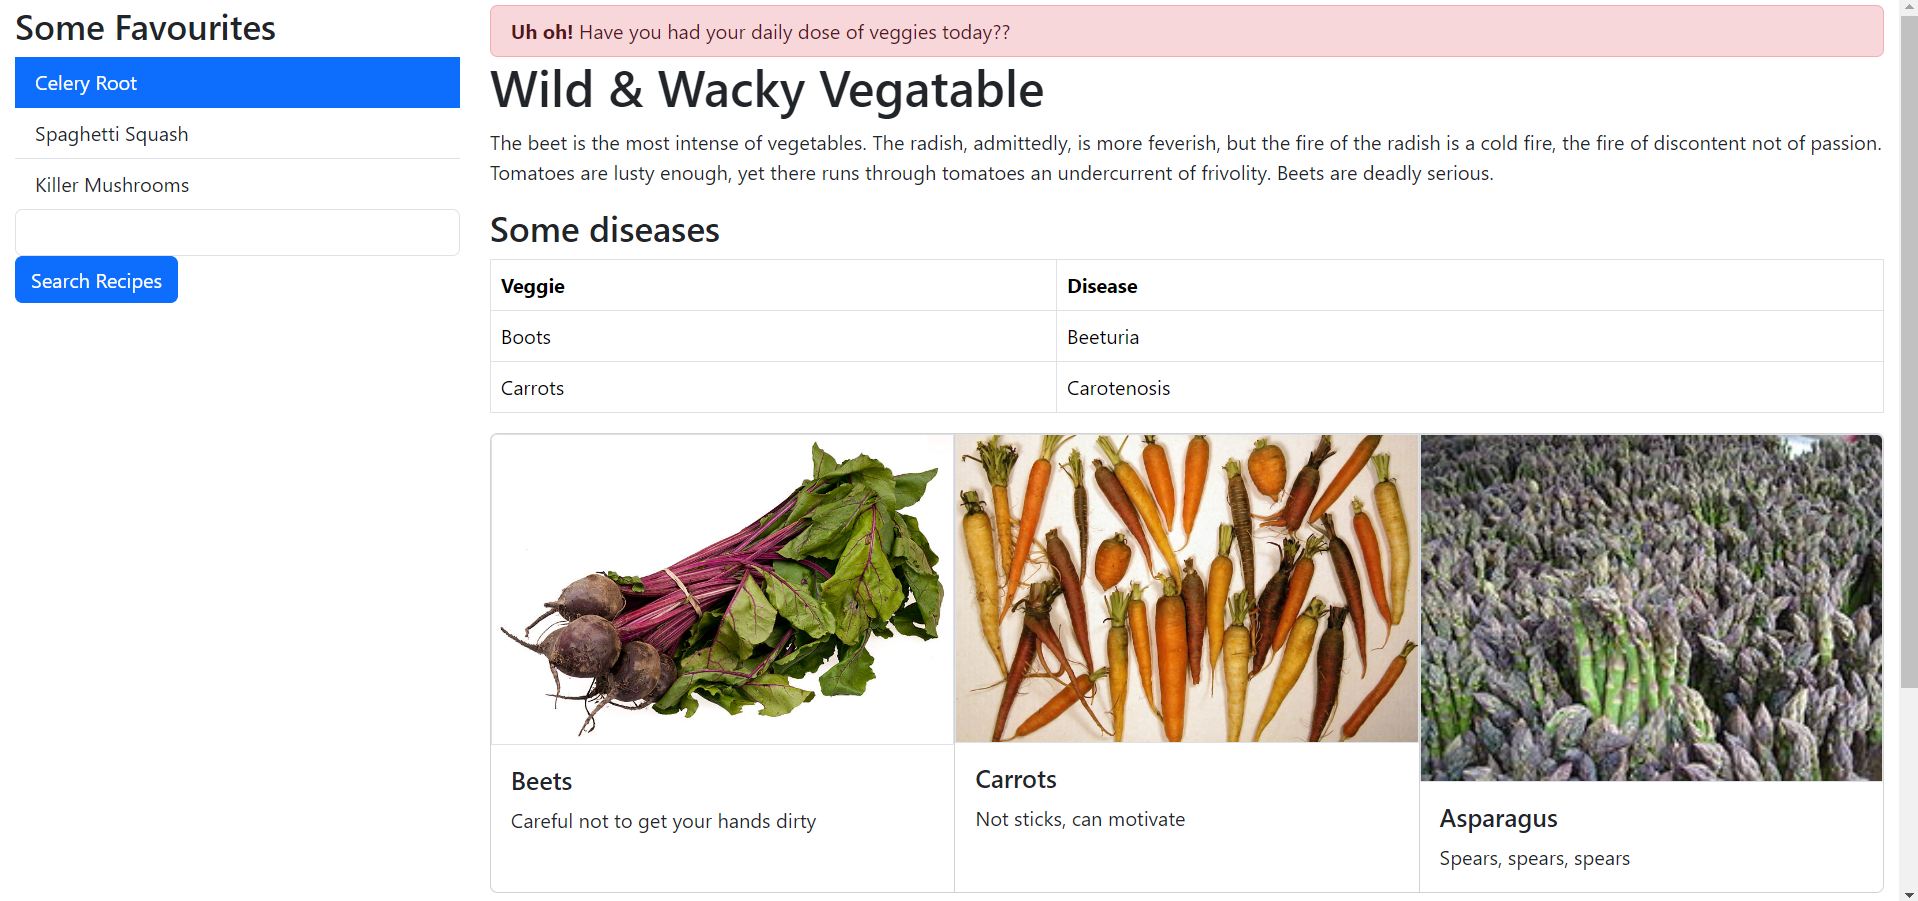 Some Favourites
Celery Root
Spaghetti Squash
Killer Mushrooms
Search Recipes
Uh oh! Have you had your daily dose of veggies today??
Wild & Wacky Vegatable
The beet is the most intense of vegetables. The radish, admittedly, is more feverish, but the fire of the radish is a cold fire, the fire of discontent not of passion.
Tomatoes are lusty enough, yet there runs through tomatoes an undercurrent of frivolity. Beets are deadly serious.
Some diseases
Veggie Disease
Boots Beeturia
Carrots Carotenosis
Beets
Careful not to get your hands dirty
Carrots
Not sticks, can motivate
Asparagus
Spears, spears, spears